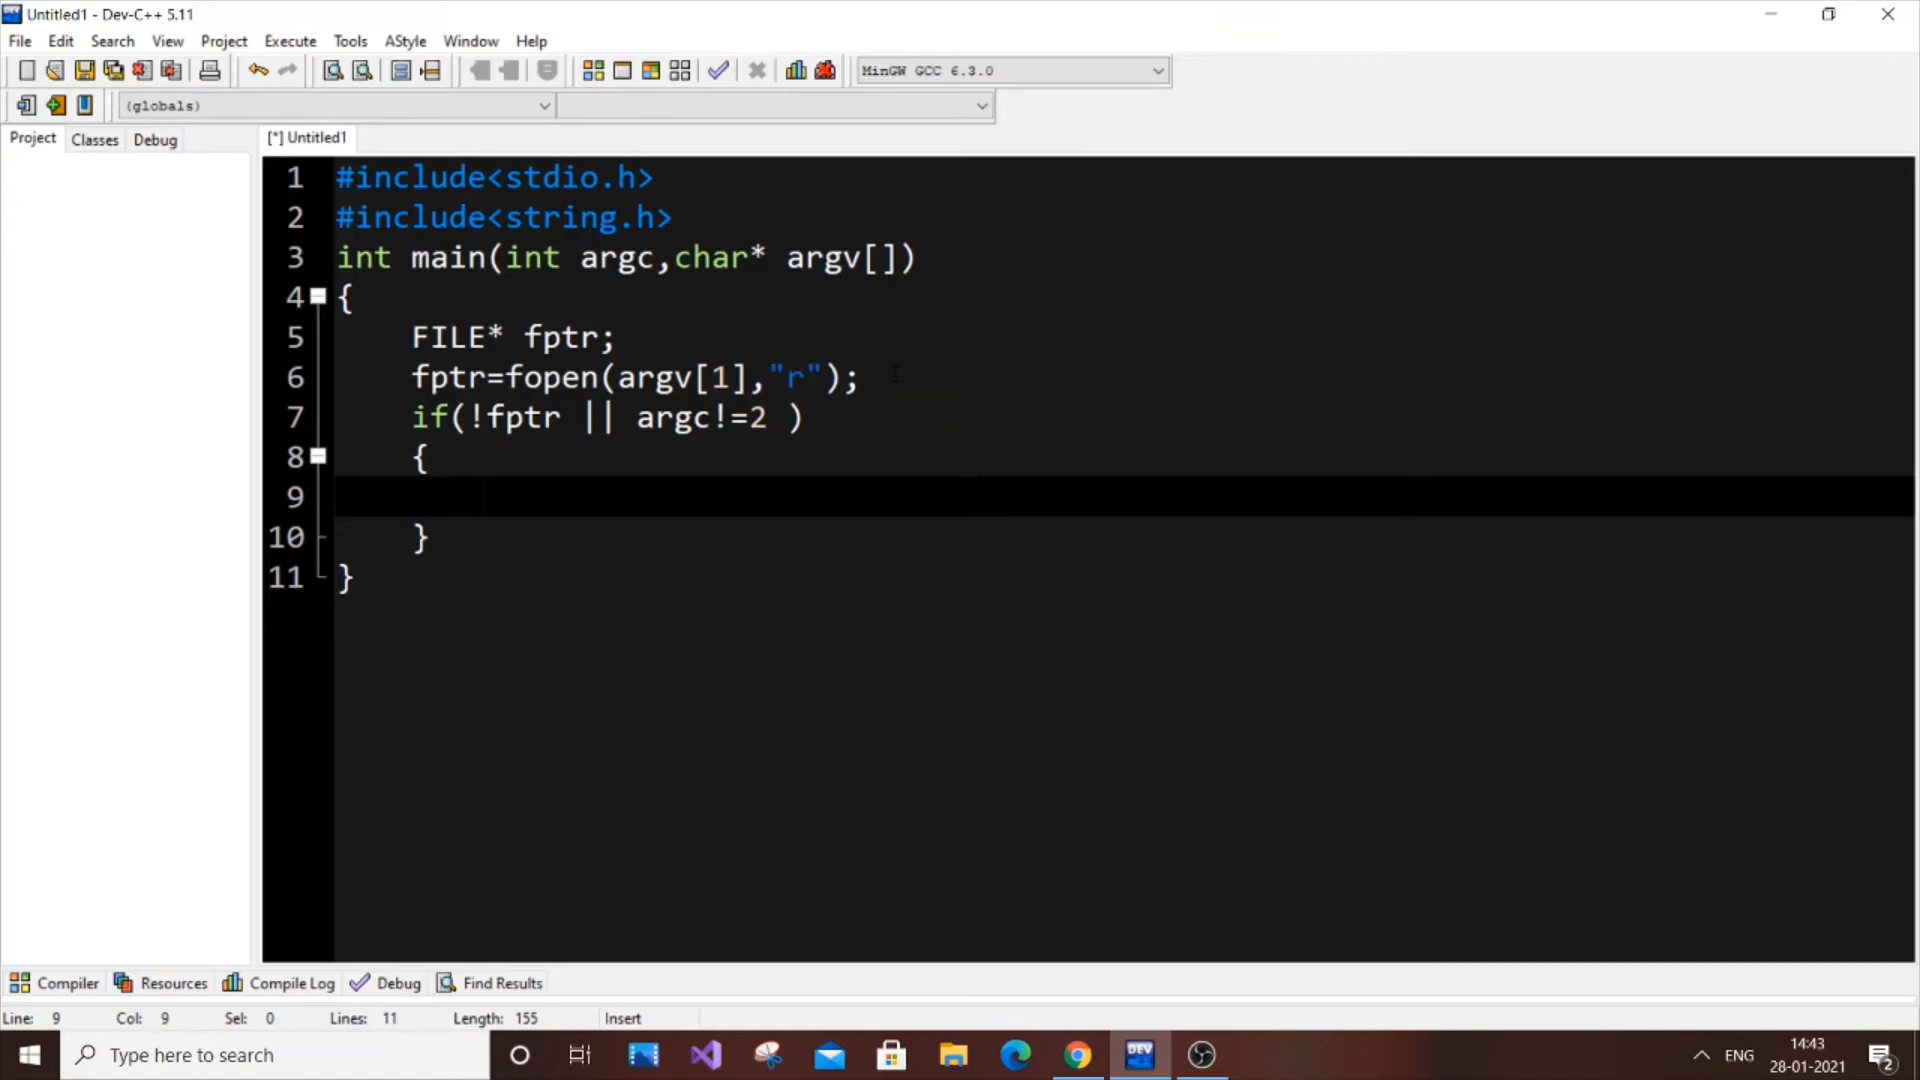 Untitled1 - Dev-C++ 5.11
File Edit Search View Project Execute Tools AStyle Window Help
MinGW GCC 6.3.0
(globals)
Project Classes Debug
[*] Untitled1
1 #include<stdio.h>
2 #include<string.h>
3 int main(int argc,char* argv[])
4 {
5 FILE* fptr;
6 fptr=fopen(argv[1],"r");
7 if(!fptr || argc!=2 )
8 {
9
10 }
11 }
Compiler Resources Compile Log Debug Find Results
Line: 9 Col: 9 Sel: 0 Lines: 11 Length: 155 Insert
Type here to search
DEV
ENG
14:43
28-01-2021
2